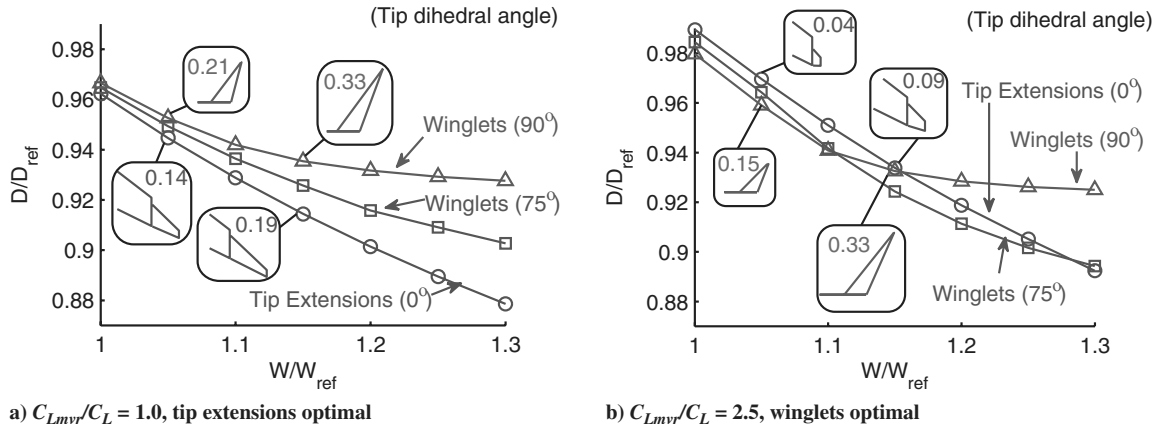 (Tip dihedral angle)
0.98
0.96
0.94
0.92
0.9
0.88
D/D_ref
0.21
0.33
Winglets (90°)
0.14
0.19
Winglets (75°)
Tip Extensions (0°)
1 1.1 1.2 1.3
W/W_ref
a) C_Lmvr/C_L = 1.0, tip extensions optimal
(Tip dihedral angle)
0.98
0.96
0.94
0.92
0.9
0.88
D/D_ref
0.04
0.09
Tip Extensions (0°)
Winglets (90°)
0.15
0.33
Winglets (75°)
1 1.1 1.2 1.3
W/W_ref
b) C_Lmvr/C_L = 2.5, winglets optimal